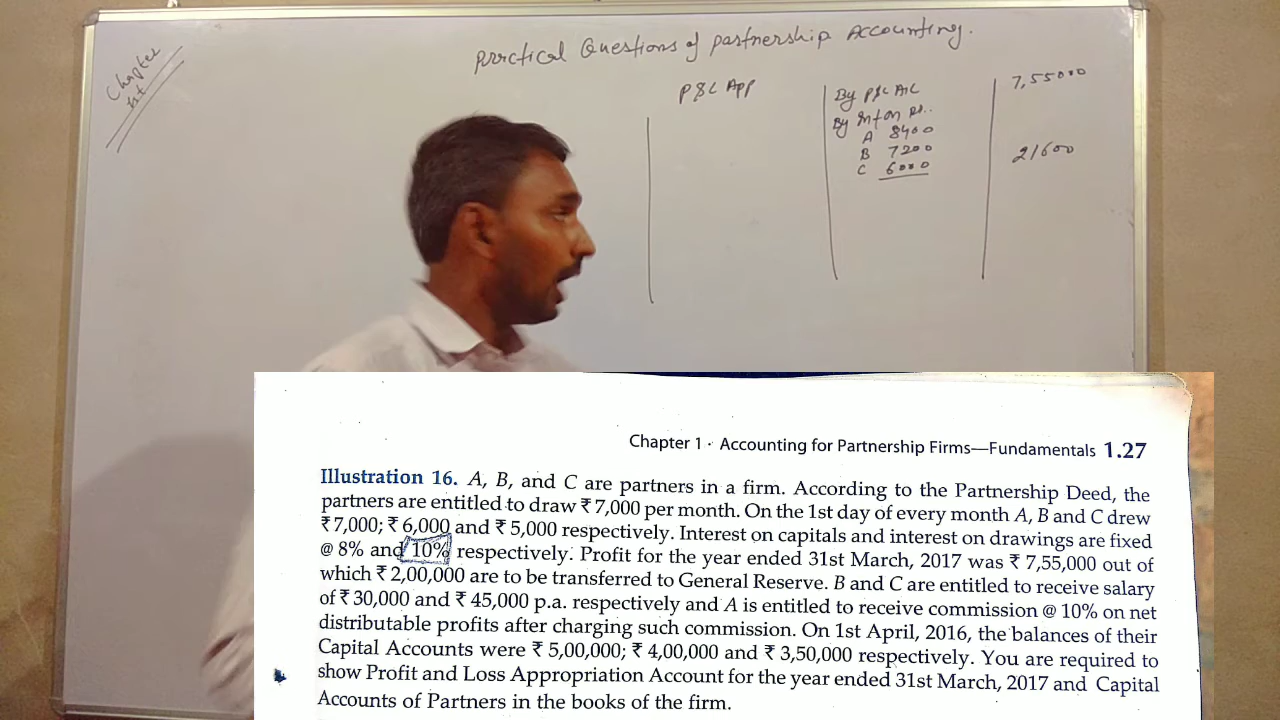 Chapter
1st
Practical Questions of partnership Accounting.
P&L App
By P&L A/C
7,55000
By Int on Dr..
A 8400
B 7200
21600
C 6000
Chapter 1 · Accounting for Partnership Firms—Fundamentals 1.27
Illustration 16. A, B, and C are partners in a firm. According to the Partnership Deed, the
partners are entitled to draw ₹ 7,000 per month. On the 1st day of every month A, B and C drew
₹ 7,000; ₹ 6,000 and ₹ 5,000 respectively. Interest on capitals and interest on drawings are fixed
@ 8% and 10% respectively. Profit for the year ended 31st March, 2017 was ₹ 7,55,000 out of
which ₹ 2,00,000 are to be transferred to General Reserve. B and C are entitled to receive salary
of ₹ 30,000 and ₹ 45,000 p.a. respectively and A is entitled to receive commission @ 10% on net
distributable profits after charging such commission. On 1st April, 2016, the balances of their
Capital Accounts were ₹ 5,00,000; ₹ 4,00,000 and ₹ 3,50,000 respectively. You are required to
show Profit and Loss Appropriation Account for the year ended 31st March, 2017 and Capital
Accounts of Partners in the books of the firm.